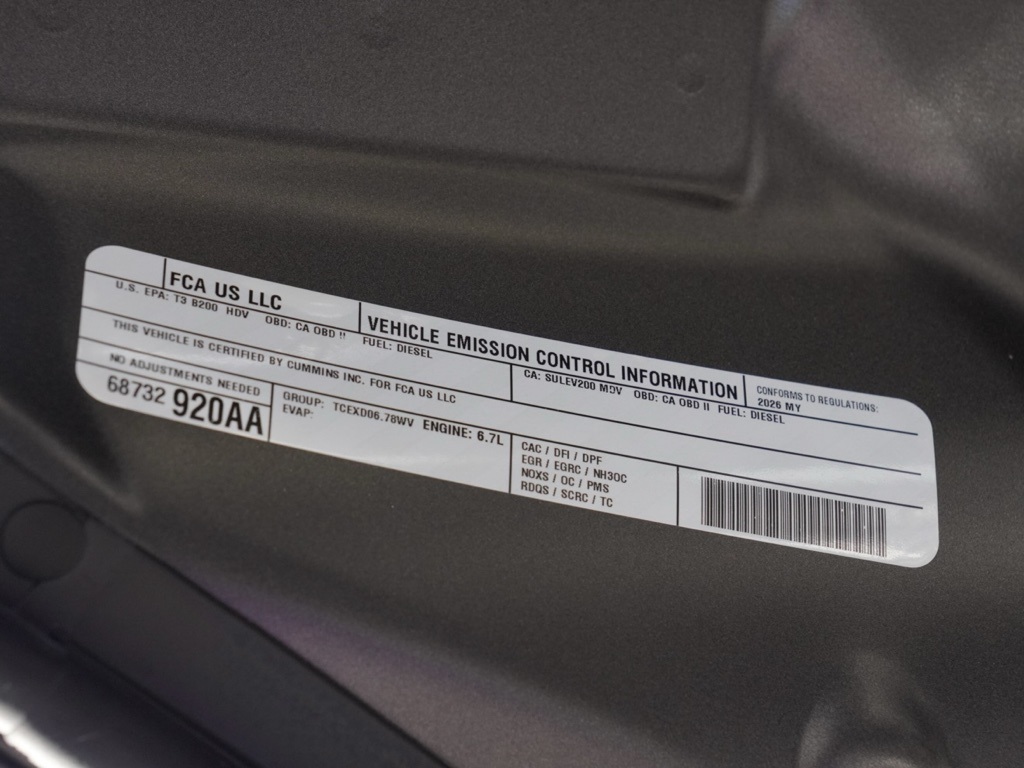 FCA US LLC
VEHICLE EMISSION CONTROL INFORMATION
CONFORMS TO REGULATIONS:
2026 MY
U.S. EPA: T3 B200 HDV OBD: CA OBD II FUEL: DIESEL
CA: SULEV200 MDV OBD: CA OBD II FUEL: DIESEL
THIS VEHICLE IS CERTIFIED BY CUMMINS INC. FOR FCA US LLC
NO ADJUSTMENTS NEEDED
68732 920AA
GROUP: TCEXD06.78WV ENGINE: 6.7L
EVAP:
CAC / DFI / DPF
EGR / EGRC / NH3OC
NOXS / OC / PMS
RDQS / SCRC / TC